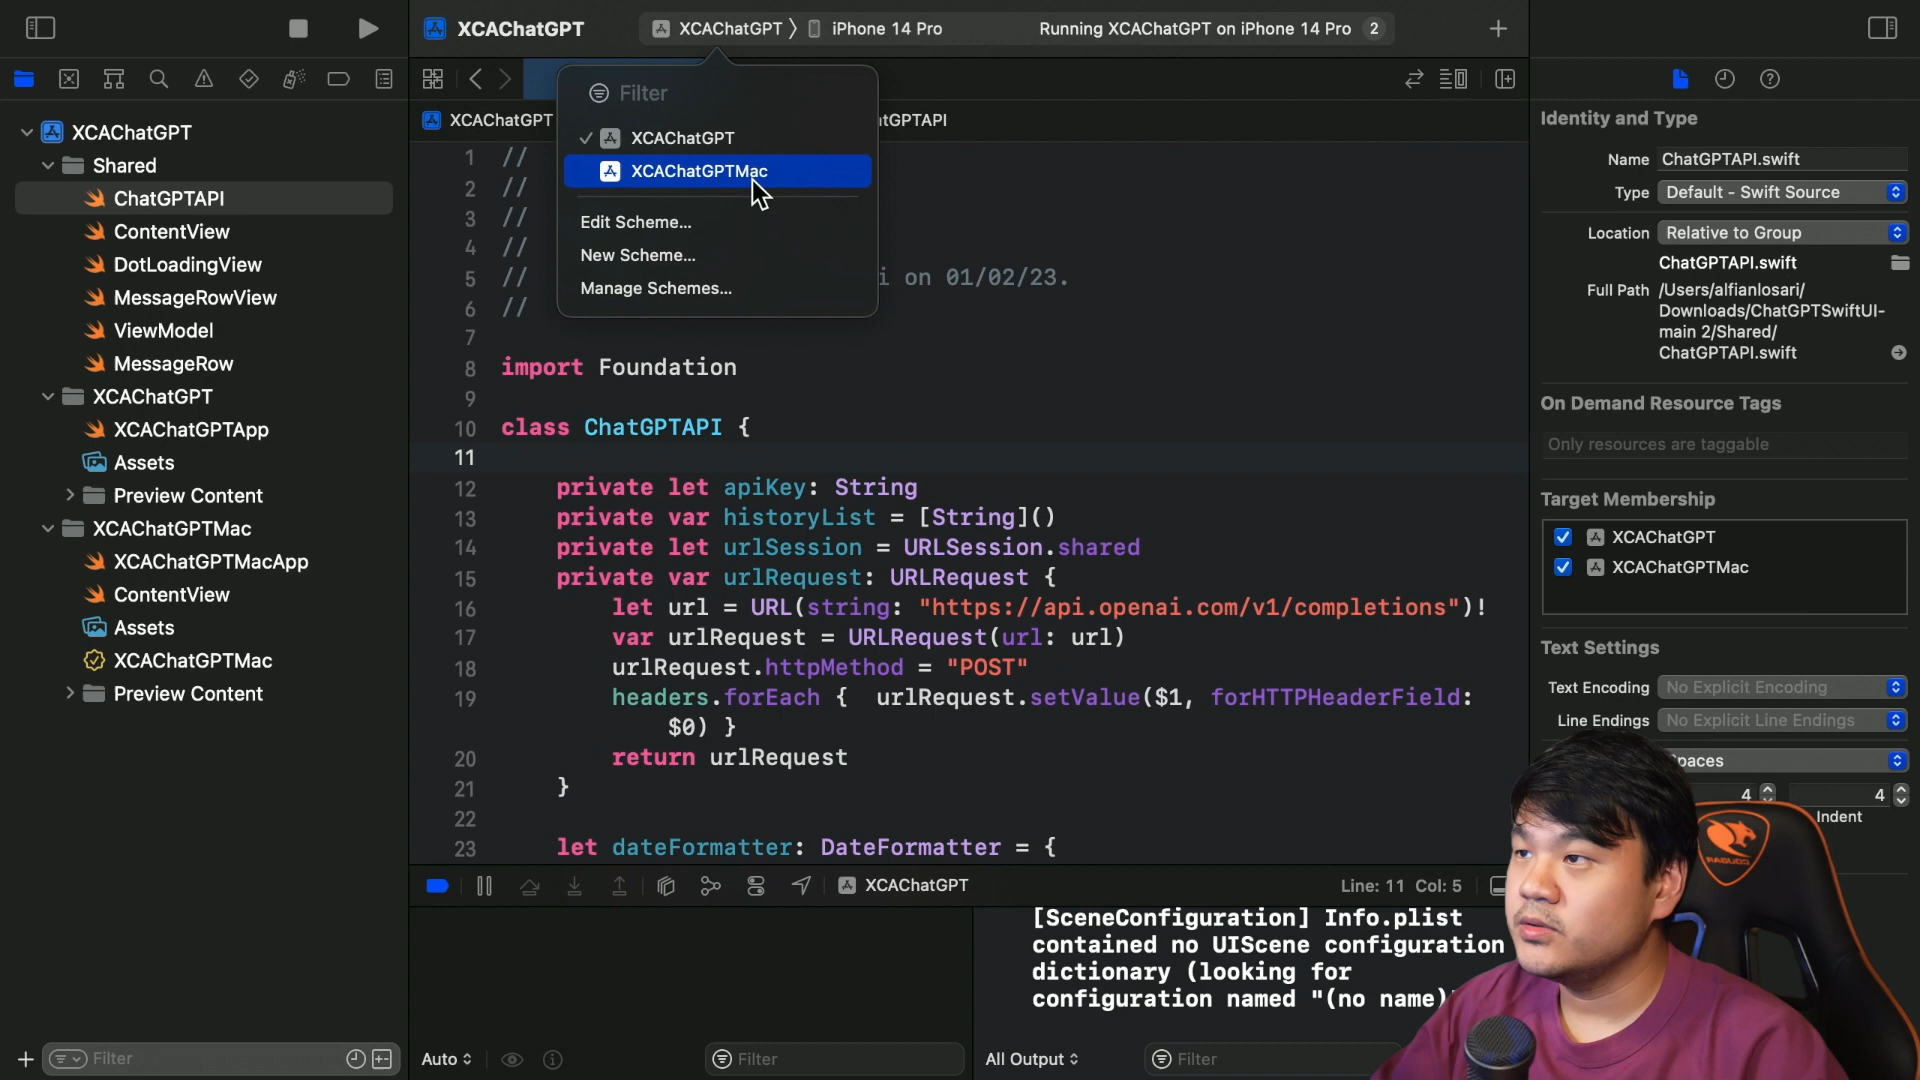 XCAChatGPT
XCAChatGPT 〉 iPhone 14 Pro
Running XCAChatGPT on iPhone 14 Pro 2
Filter
XCAChatGPT
XCAChatGPTMac
Edit Scheme...
New Scheme...
Manage Schemes...
XCAChatGPT
Shared
ChatGPTAPI
ContentView
DotLoadingView
MessageRowView
ViewModel
MessageRow
XCAChatGPT
XCAChatGPTApp
Assets
Preview Content
XCAChatGPTMac
XCAChatGPTMacApp
ContentView
Assets
XCAChatGPTMac
Preview Content
Filter
XCAChatGPT
tGPTAPI
1 //
2 //
3 //
4 //
5 // i on 01/02/23.
6 //
7
8 import Foundation
9
10 class ChatGPTAPI {
11
12 private let apiKey: String
13 private var historyList = [String]()
14 private let urlSession = URLSession.shared
15 private var urlRequest: URLRequest {
16 let url = URL(string: "https://api.openai.com/v1/completions")!
17 var urlRequest = URLRequest(url: url)
18 urlRequest.httpMethod = "POST"
19 headers.forEach { urlRequest.setValue($1, forHTTPHeaderField:
$0) }
20 return urlRequest
21 }
22
23 let dateFormatter: DateFormatter = {
XCAChatGPT
Line: 11 Col: 5
[SceneConfiguration] Info.plist
contained no UIScene configuration
dictionary (looking for
configuration named "(no name)
Auto
Filter
All Output
Filter
Identity and Type
Name ChatGPTAPI.swift
Type Default - Swift Source
Location Relative to Group
ChatGPTAPI.swift
Full Path /Users/alfianlosari/
Downloads/ChatGPTSwiftUI-
main 2/Shared/
ChatGPTAPI.swift
On Demand Resource Tags
Only resources are taggable
Target Membership
XCAChatGPT
XCAChatGPTMac
Text Settings
Text Encoding No Explicit Encoding
Line Endings No Explicit Line Endings
paces
4 4
Indent
COUGAR